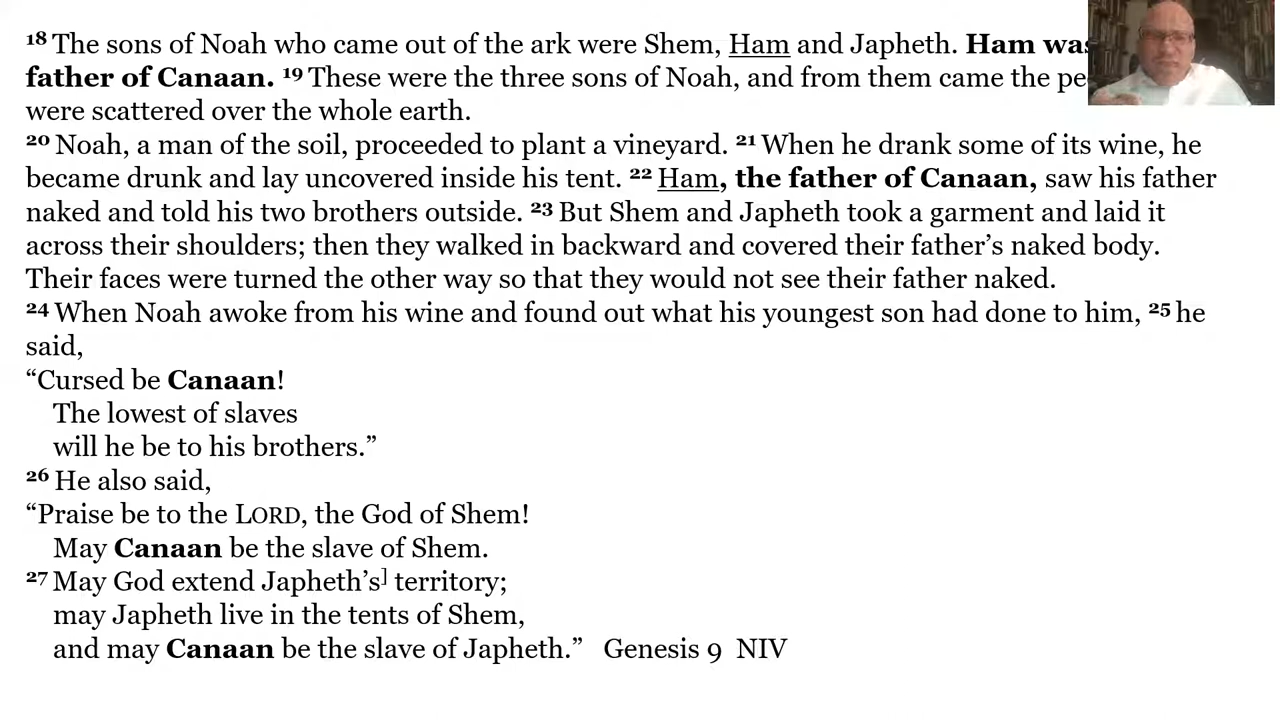 18 The sons of Noah who came out of the ark were Shem, Ham and Japheth. Ham was
father of Canaan. 19 These were the three sons of Noah, and from them came the
were scattered over the whole earth.
20 Noah, a man of the soil, proceeded to plant a vineyard. 21 When he drank some of its wine, he
became drunk and lay uncovered inside his tent. 22 Ham, the father of Canaan, saw his father
naked and told his two brothers outside. 23 But Shem and Japheth took a garment and laid it
across their shoulders; then they walked in backward and covered their father’s naked body.
Their faces were turned the other way so that they would not see their father naked.
24 When Noah awoke from his wine and found out what his youngest son had done to him, 25 he
said,
“Cursed be Canaan!
The lowest of slaves
will he be to his brothers.”
26 He also said,
“Praise be to the LORD, the God of Shem!
May Canaan be the slave of Shem.
27 May God extend Japheth’s] territory;
may Japheth live in the tents of Shem,
and may Canaan be the slave of Japheth.” Genesis 9 NIV